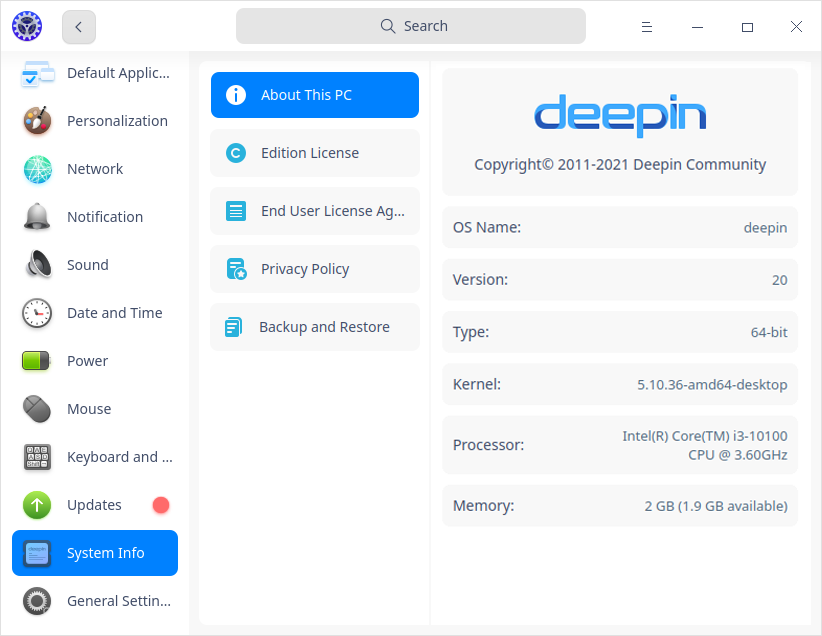 Search
Default Applic...
Personalization
Network
Notification
Sound
Date and Time
Power
Mouse
Keyboard and ...
Updates
System Info
General Settin...
About This PC
Edition License
End User License Ag...
Privacy Policy
Backup and Restore
deepin
Copyright© 2011-2021 Deepin Community
OS Name: deepin
Version: 20
Type: 64-bit
Kernel: 5.10.36-amd64-desktop
Processor: Intel(R) Core(TM) i3-10100
CPU @ 3.60GHz
Memory: 2 GB (1.9 GB available)